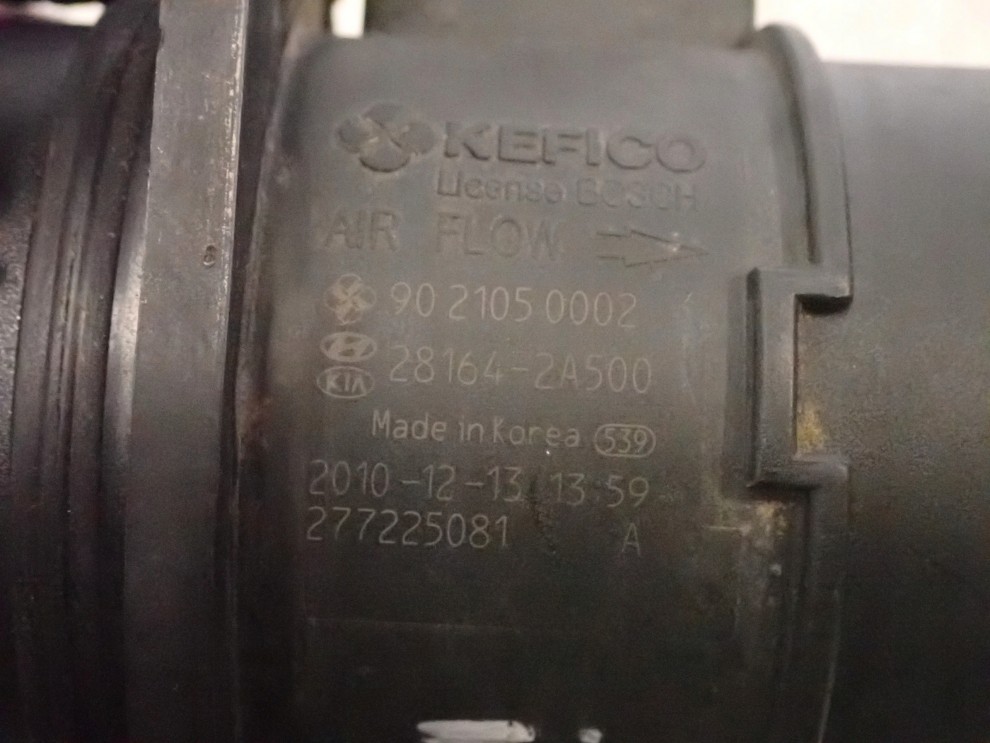 KEFICO
License BOSCH
AIR FLOW
90 2105 0002
28164-2A500
KIA
Made in Korea 539
2010-12-13 13:59
277225081 A